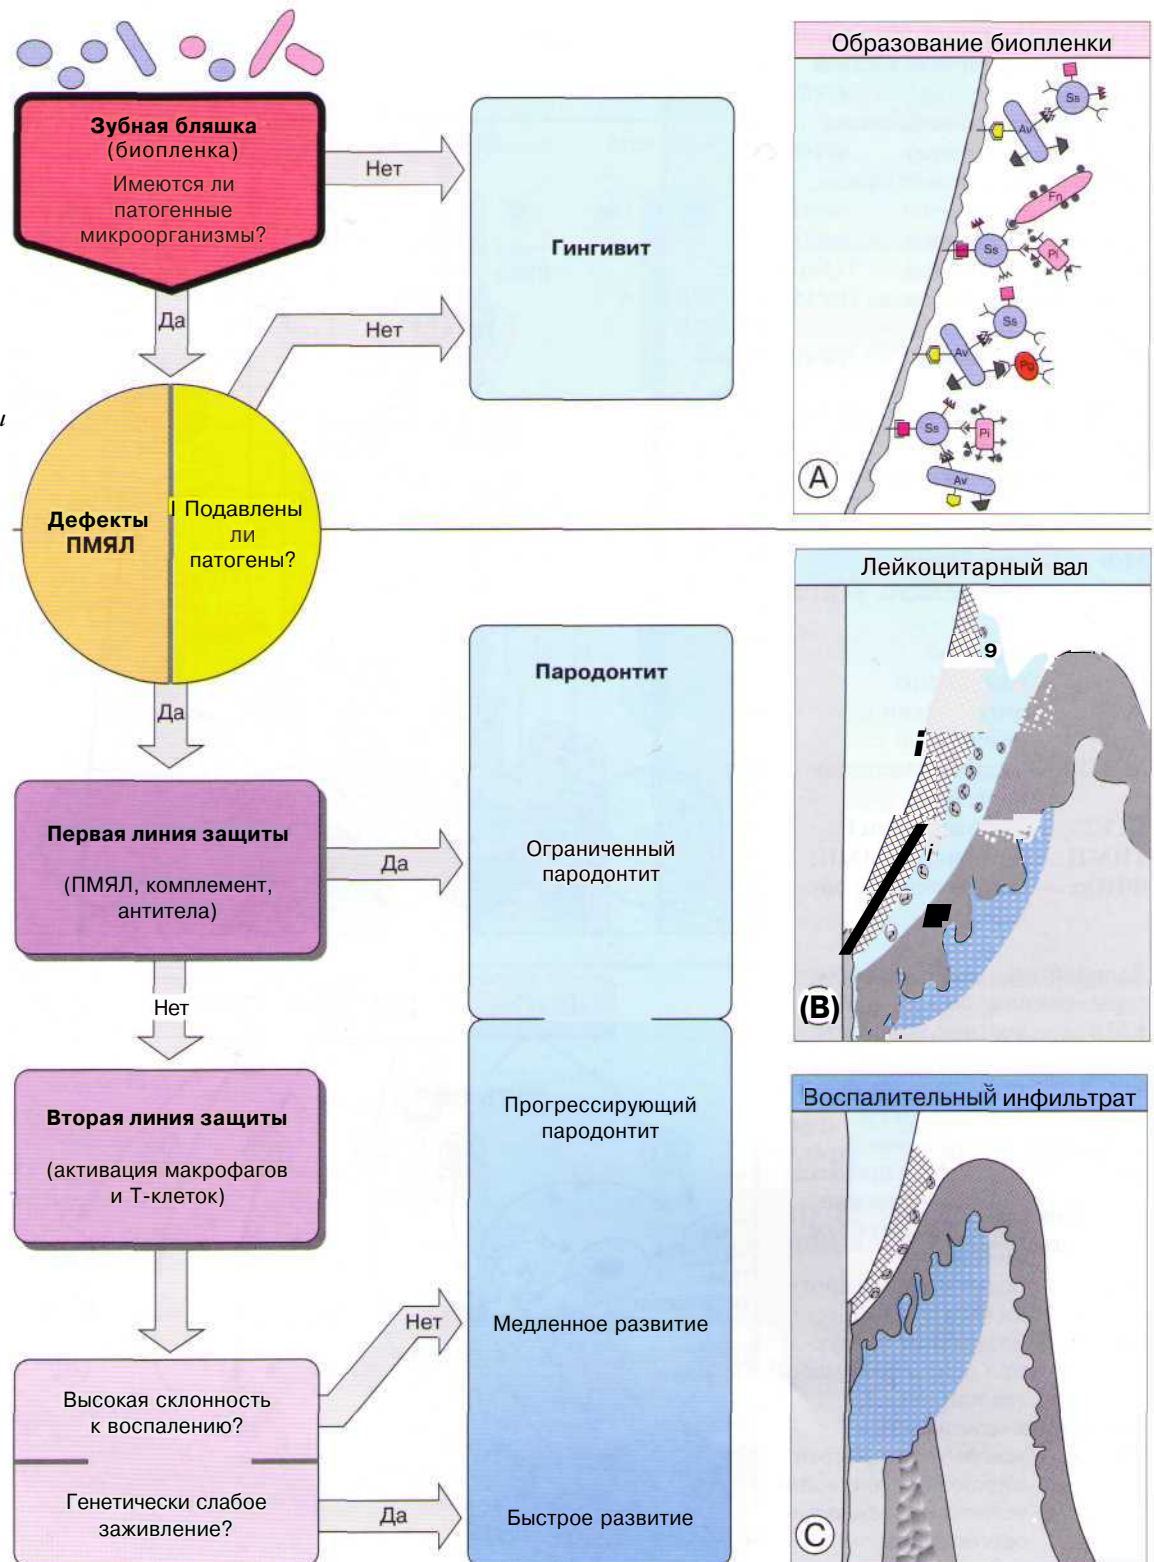 Зубная бляшка
(биопленка)
Имеются ли
патогенные
микроорганизмы?
Нет
Гингивит
Да
Нет
Дефекты
ПМЯЛ
Подавлены
ли
патогены?
Да
Пародонтит
Первая линия защиты
(ПМЯЛ, комплемент,
антитела)
Да
Ограниченный
пародонтит
Нет
Вторая линия защиты
(активация макрофагов
и Т-клеток)
Прогрессирующий
пародонтит
Нет
Медленное развитие
Высокая склонность
к воспалению?
Генетически слабое
заживление?
Да
Быстрое развитие
Образование биопленки
Ss
Av
Fn
Ss
Pi
Ss
Av
Pg
Ss
Pi
Av
A
Лейкоцитарный вал
9
i
i
(B)
Воспалительный инфильтрат
C